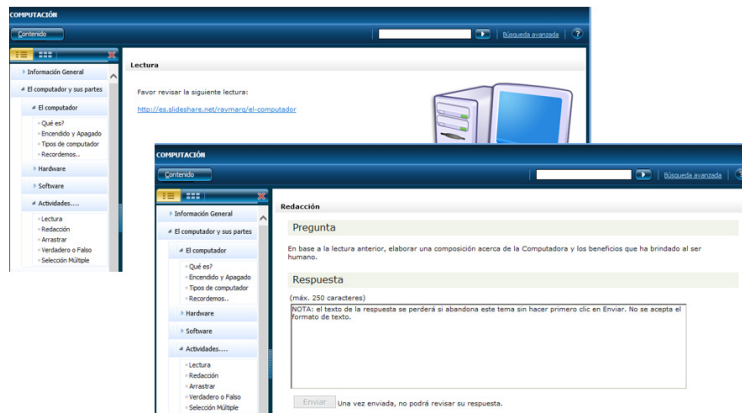 COMPUTACIÓN
Contenido
Búsqueda avanzada
?
Información General
El computador y sus partes
El computador
Qué es?
Encendido y Apagado
Tipos de computador
Recordemos..
Hardware
Software
Actividades....
Lectura
Redacción
Arrastrar
Verdadero o Falso
Selección Múltiple
Lectura
Favor revisar la siguiente lectura:
http://es.slideshare.net/raymarq/el-computador
COMPUTACIÓN
Contenido
Búsqueda avanzada
?
Información General
El computador y sus partes
El computador
Qué es?
Encendido y Apagado
Tipos de computador
Recordemos..
Hardware
Software
Actividades....
Lectura
Redacción
Arrastrar
Verdadero o Falso
Selección Múltiple
Redacción
Pregunta
En base a la lectura anterior, elaborar una composición acerca de la Computadora y los beneficios que ha brindado al ser
humano.
Respuesta
(máx. 250 caracteres)
NOTA: el texto de la respuesta se perderá si abandona este tema sin hacer primero clic en Enviar. No se acepta el
formato de texto.
Enviar Una vez enviada, no podrá revisar su respuesta.